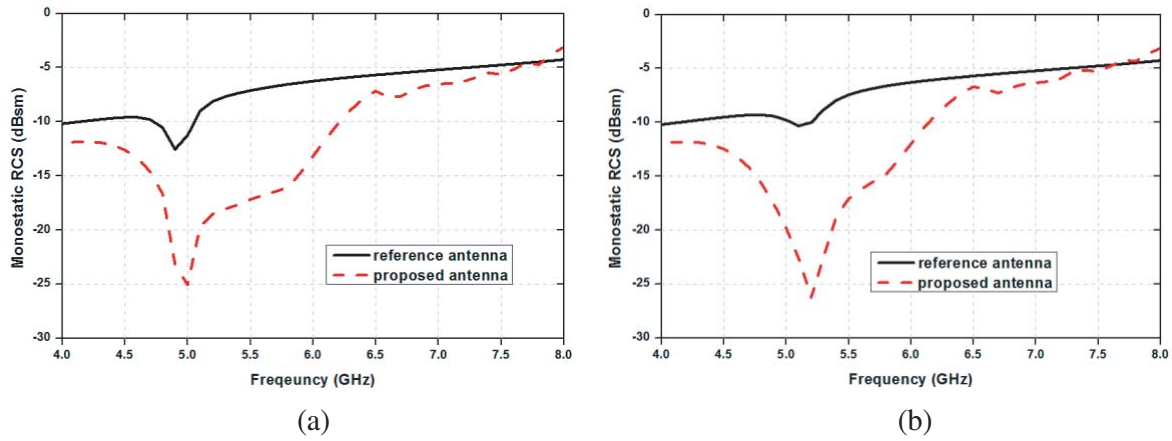 0
-5
-10
-15
-20
-25
-30
Monostatic RCS (dBsm)
reference antenna
proposed antenna
4.0 4.5 5.0 5.5 6.0 6.5 7.0 7.5 8.0
Freqeuncy (GHz)
(a)
0
-5
-10
-15
-20
-25
-30
Monostatic RCS (dBsm)
reference antenna
proposed antenna
4.0 4.5 5.0 5.5 6.0 6.5 7.0 7.5 8.0
Frequency (GHz)
(b)